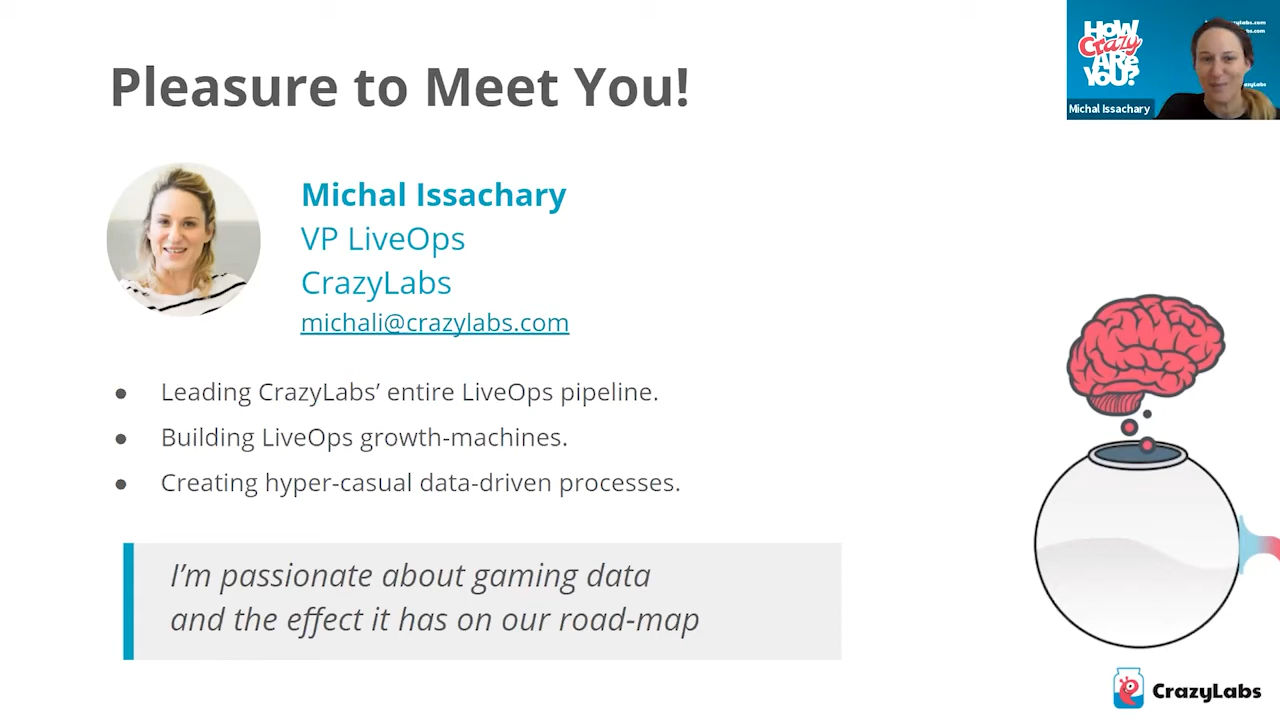 Pleasure to Meet You!
HOW
Crazy
ARE
YOU?
Michal Issachary
Michal Issachary
VP LiveOps
CrazyLabs
michali@crazylabs.com
● Leading CrazyLabs’ entire LiveOps pipeline.
● Building LiveOps growth-machines.
● Creating hyper-casual data-driven processes.
I’m passionate about gaming data
and the effect it has on our road-map
CrazyLabs